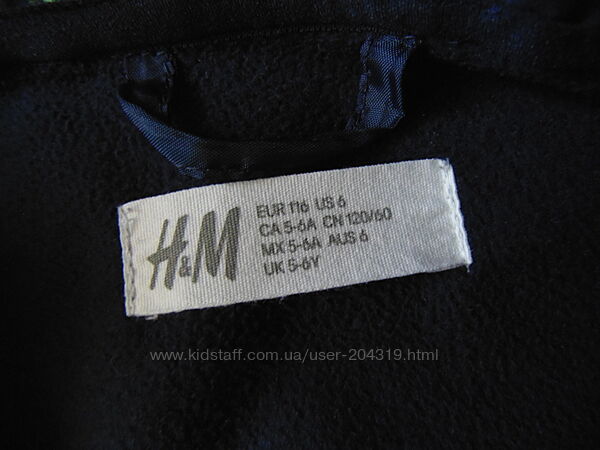 H&M
EUR 116 US 6
CA 5-6A CN 120/60
MX 5-6A AUS 6
UK 5-6Y
www.kidstaff.com.ua/user-204319.html